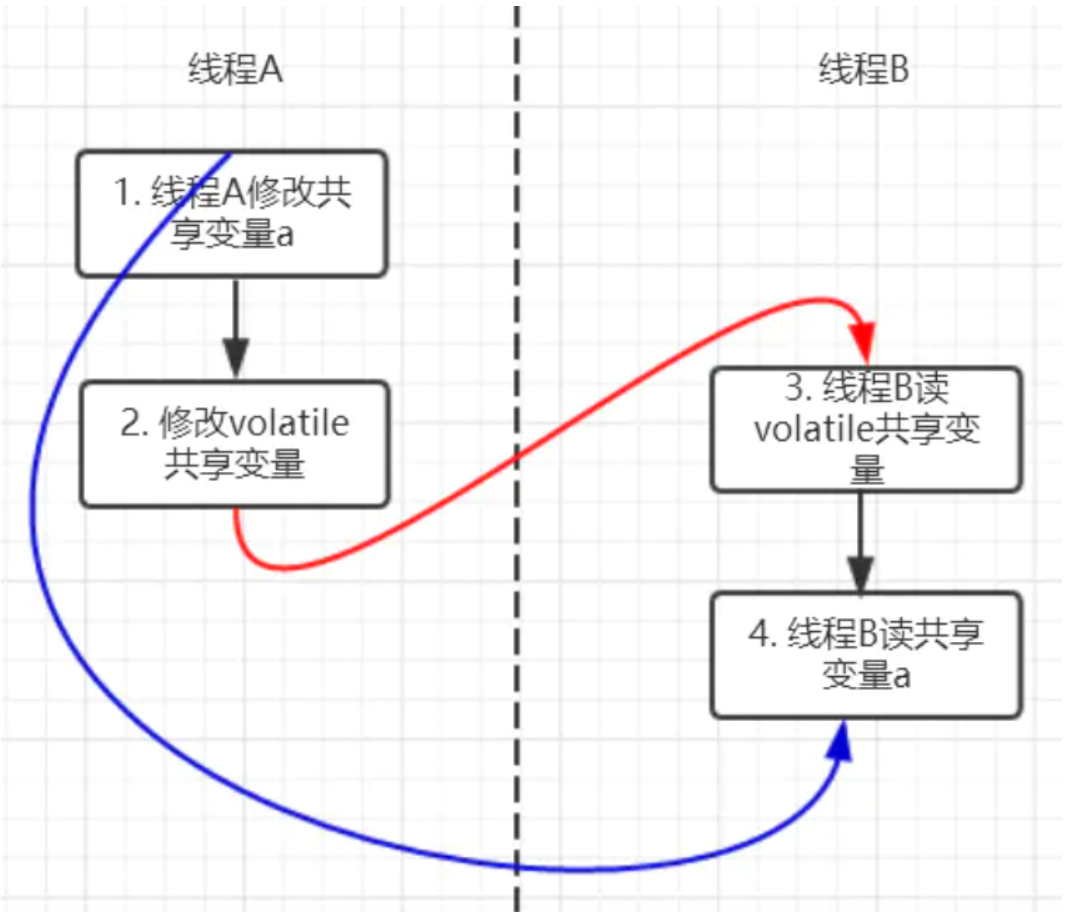 线程A
线程B
1. 线程A修改共
享变量a
2. 修改volatile
共享变量
3. 线程B读
volatile共享变
量
4. 线程B读共享
变量a